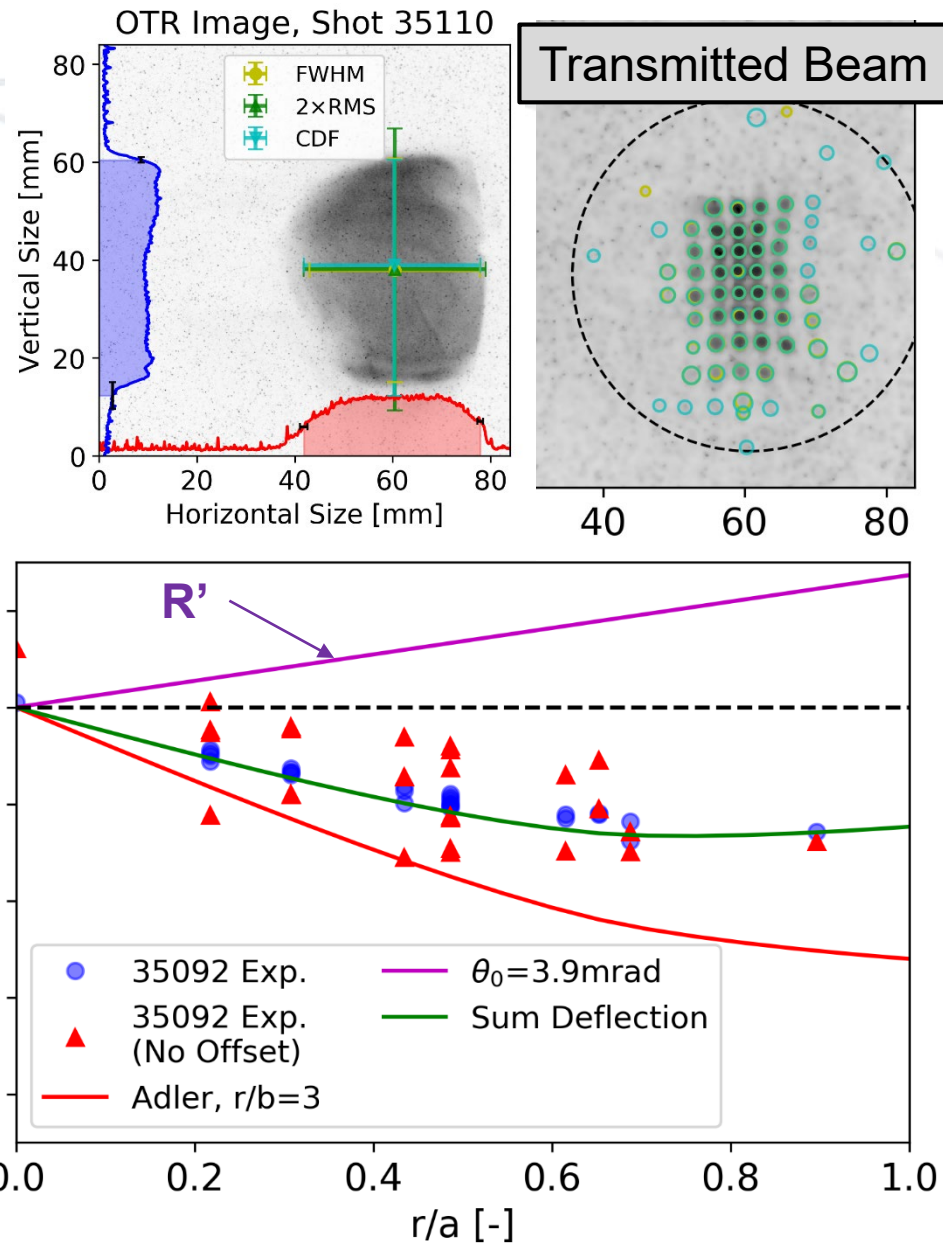 OTR Image, Shot 35110
80
60
40
20
0
Vertical Size [mm]
FWHM
2×RMS
CDF
0
20
40
60
80
Horizontal Size [mm]
Transmitted Beam
40
60
80
R’
35092 Exp.
35092 Exp.
(No Offset)
Adler, r/b=3
θ₀=3.9mrad
Sum Deflection
0.0
0.2
0.4
0.6
0.8
1.0
r/a [-]